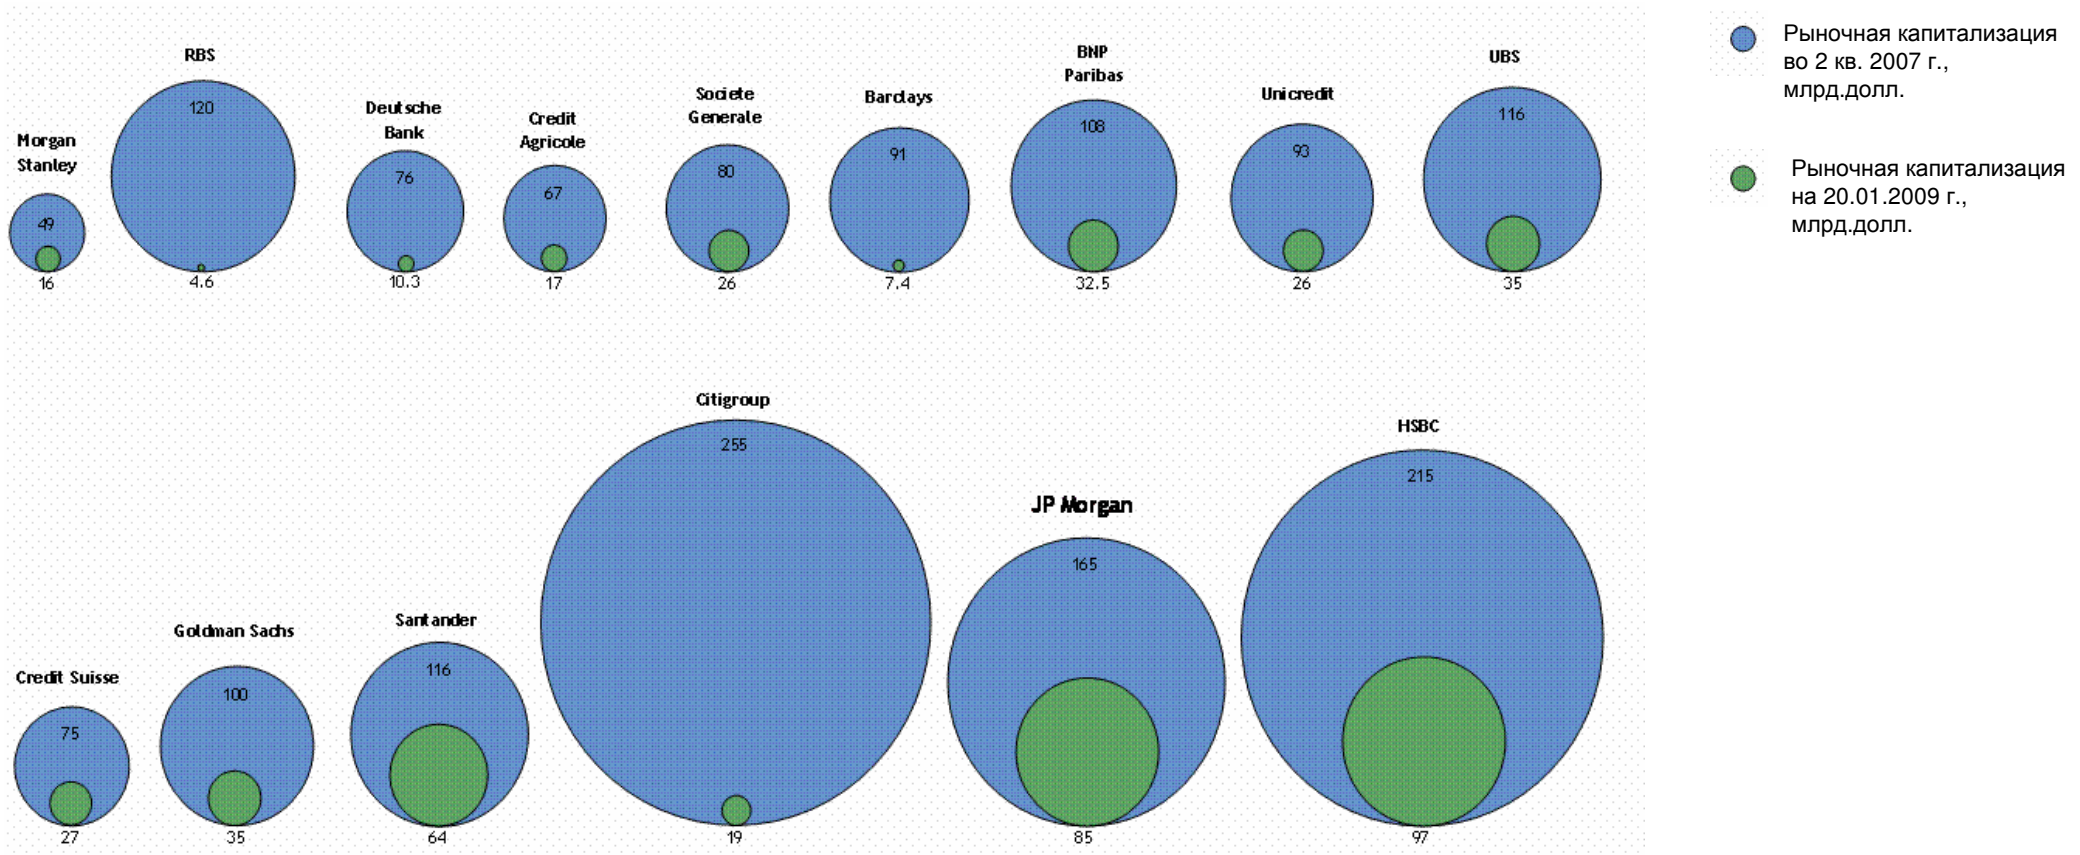 Morgan
Stanley
49
16
RBS
120
4.6
Deutsche
Bank
76
10.3
Credit
Agricole
67
17
Societe
Generale
80
26
Barclays
91
7.4
BNP
Paribas
108
32.5
Unicredit
93
26
UBS
116
35
Рыночная капитализация
во 2 кв. 2007 г.,
млрд.долл.
Рыночная капитализация
на 20.01.2009 г.,
млрд.долл.
Credit Suisse
75
27
Goldman Sachs
100
35
Santander
116
64
Citigroup
255
19
JP Morgan
165
85
HSBC
215
97